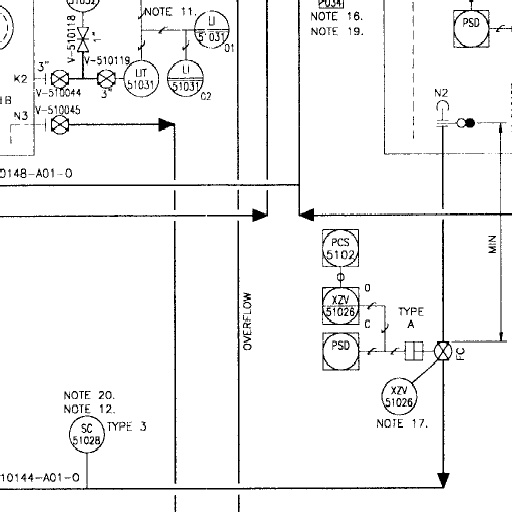 51032
P034
NOTE 11.
LI
51031
01
NOTE 16.
NOTE 19.
PSD
V-510118
1"
V-510119
3"
K2
V-510044
3"
LIT
51031
LI
51031
02
N2
V-510045
N3
0148-A01-0
MIN
PCS
51102
OVERFLOW
XZV
51026
O
C
TYPE
A
PSD
FC
XZV
51026
NOTE 17.
NOTE 20.
NOTE 12.
SC
51028
TYPE 3
10144-A01-0